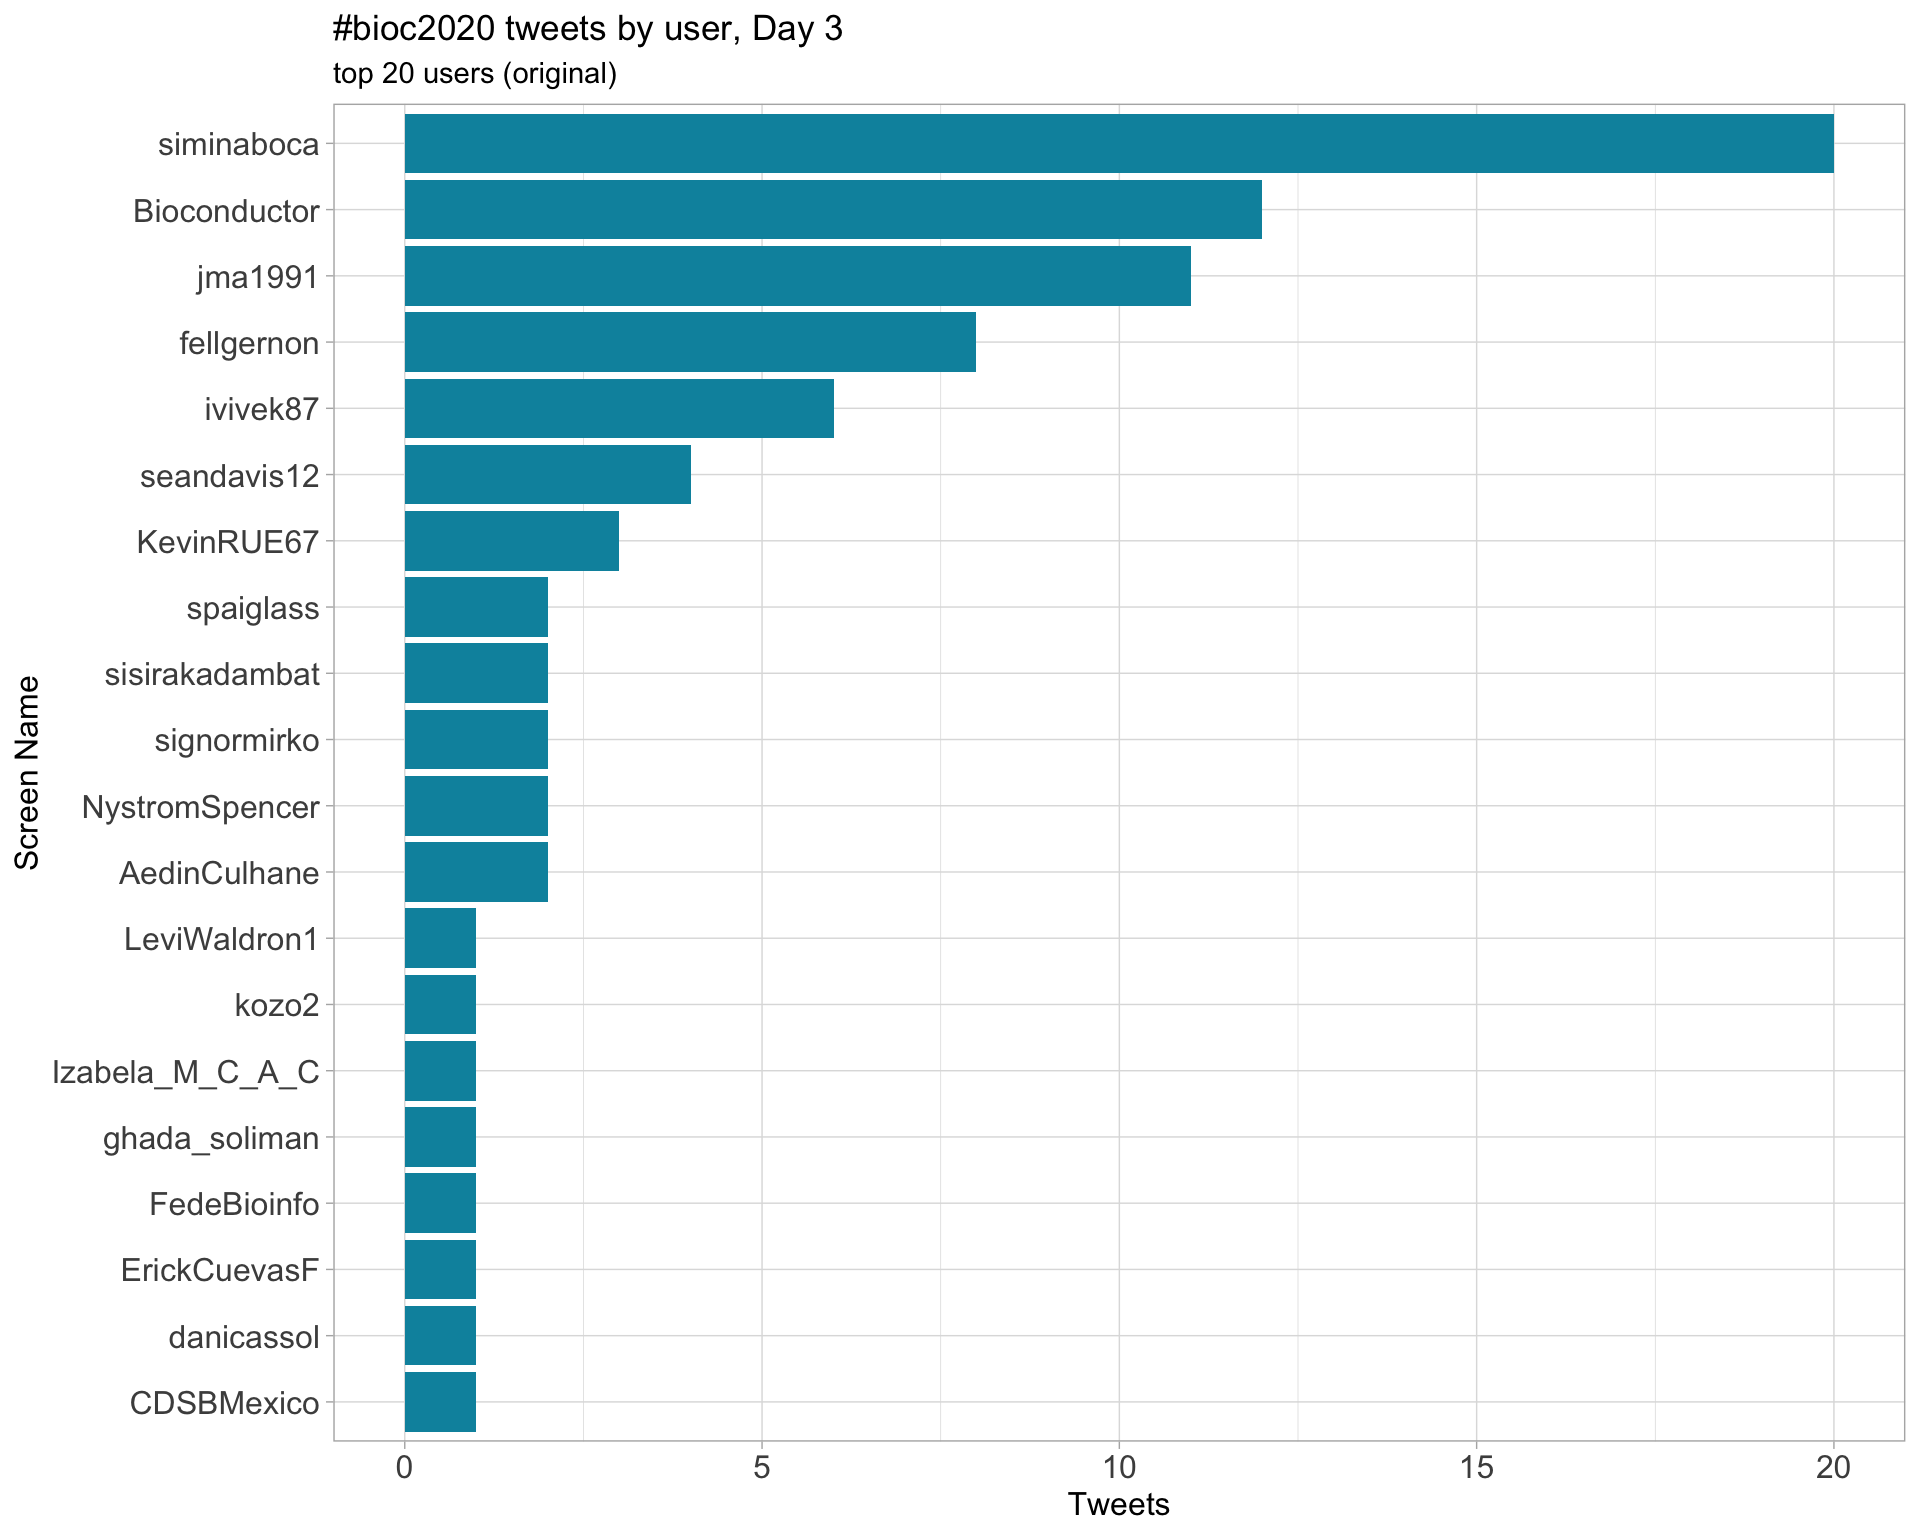 #bioc2020 tweets by user, Day 3
top 20 users (original)
Screen Name
siminaboca
Bioconductor
jma1991
fellgernon
ivivek87
seandavis12
KevinRUE67
spaiglass
sisirakadambat
signormirko
NystromSpencer
AedinCulhane
LeviWaldron1
kozo2
Izabela_M_C_A_C
ghada_soliman
FedeBioinfo
ErickCuevasF
danicassol
CDSBMexico
0 5 10 15 20
Tweets